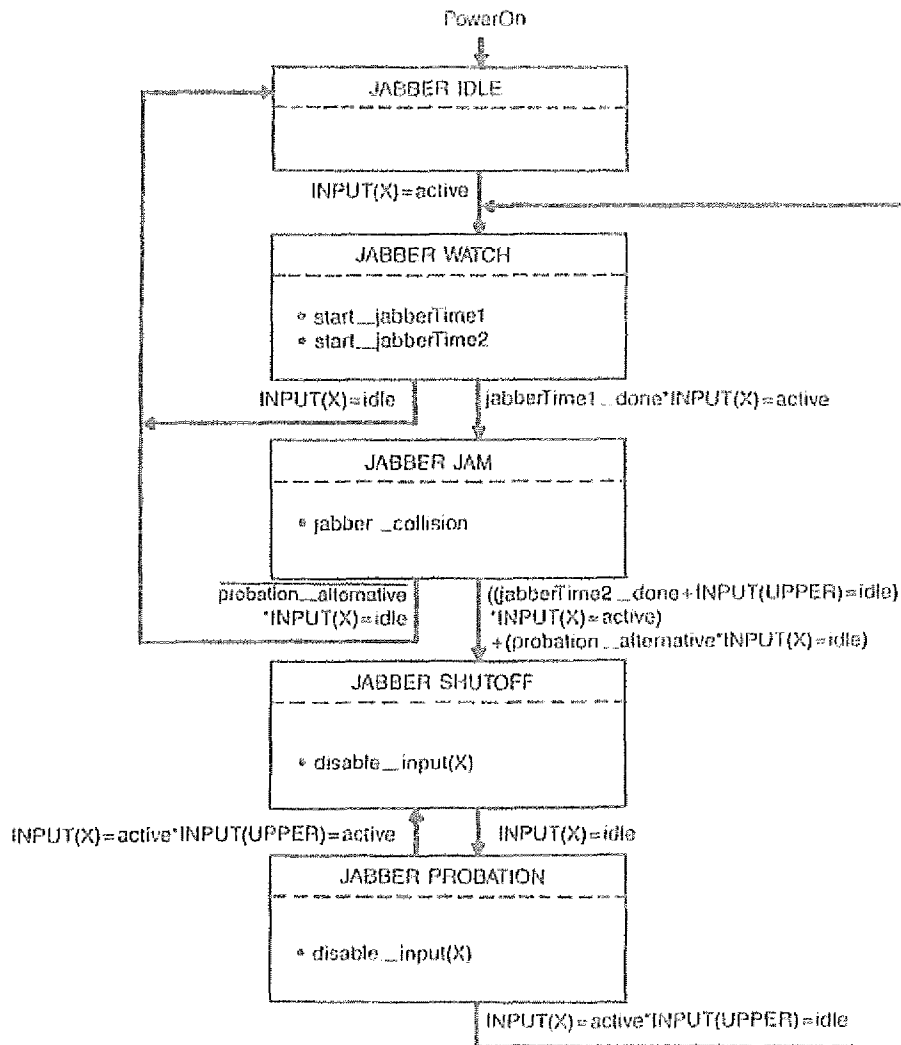 PowerOn
JABBER IDLE
INPUT(X)=active
JABBER WATCH
• start_jabberTime1
• start_jabberTime2
INPUT(X)=idle
jabberTime1_done*INPUT(X)=active
JABBER JAM
• jabber_collision
probation_alternative
*INPUT(X)=idle
((jabberTime2_done+INPUT(UPPER)=idle)
*INPUT(X)=active)
+(probation_alternative*INPUT(X)=idle)
JABBER SHUTOFF
• disable_input(X)
INPUT(X)=active*INPUT(UPPER)=active
INPUT(X)=idle
JABBER PROBATION
• disable_input(X)
INPUT(X)=active*INPUT(UPPER)=idle